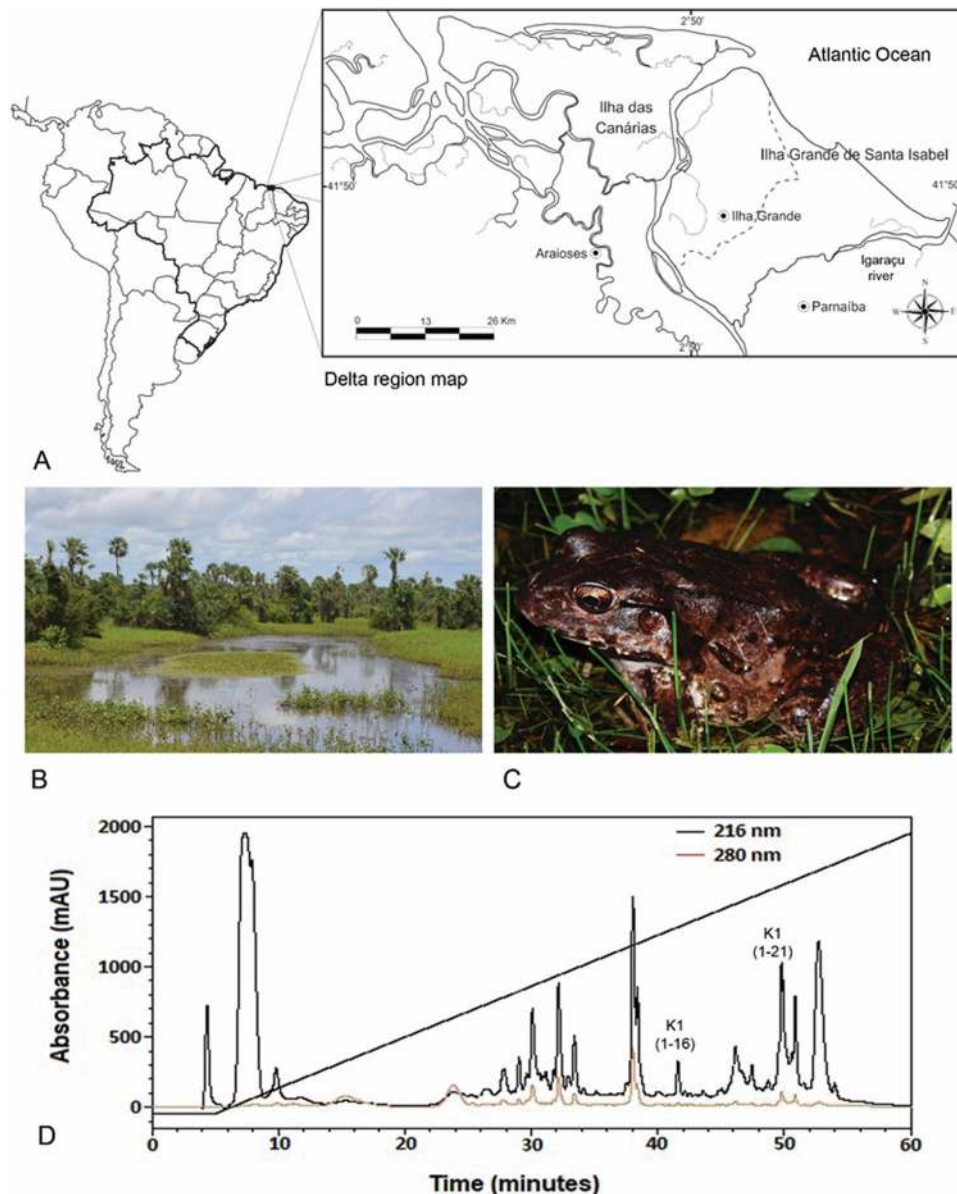 2°50'
Atlantic Ocean
Ilha das
Canárias
Ilha Grande de Santa Isabel
41°50'
41°50'
Ilha Grande
Araioses
Igaraçu
river
Parnaíba
0 13 26 Km
N
W E
S
Delta region map
A
B
C
2000
1500
1000
500
0
Absorbance (mAU)
216 nm
280 nm
K1
(1-21)
K1
(1-16)
D
0 10 20 30 40 50 60
Time (minutes)